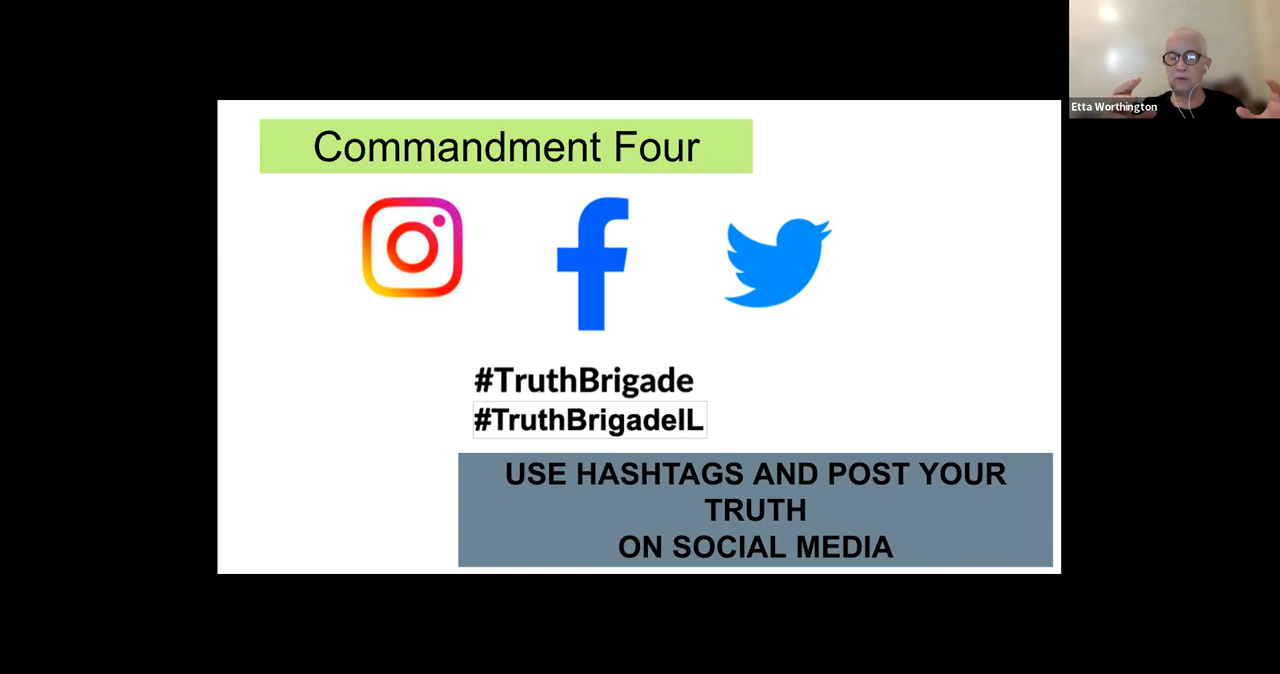 Commandment Four
#TruthBrigade
#TruthBrigadeIL
USE HASHTAGS AND POST YOUR
TRUTH
ON SOCIAL MEDIA
Etta Worthington